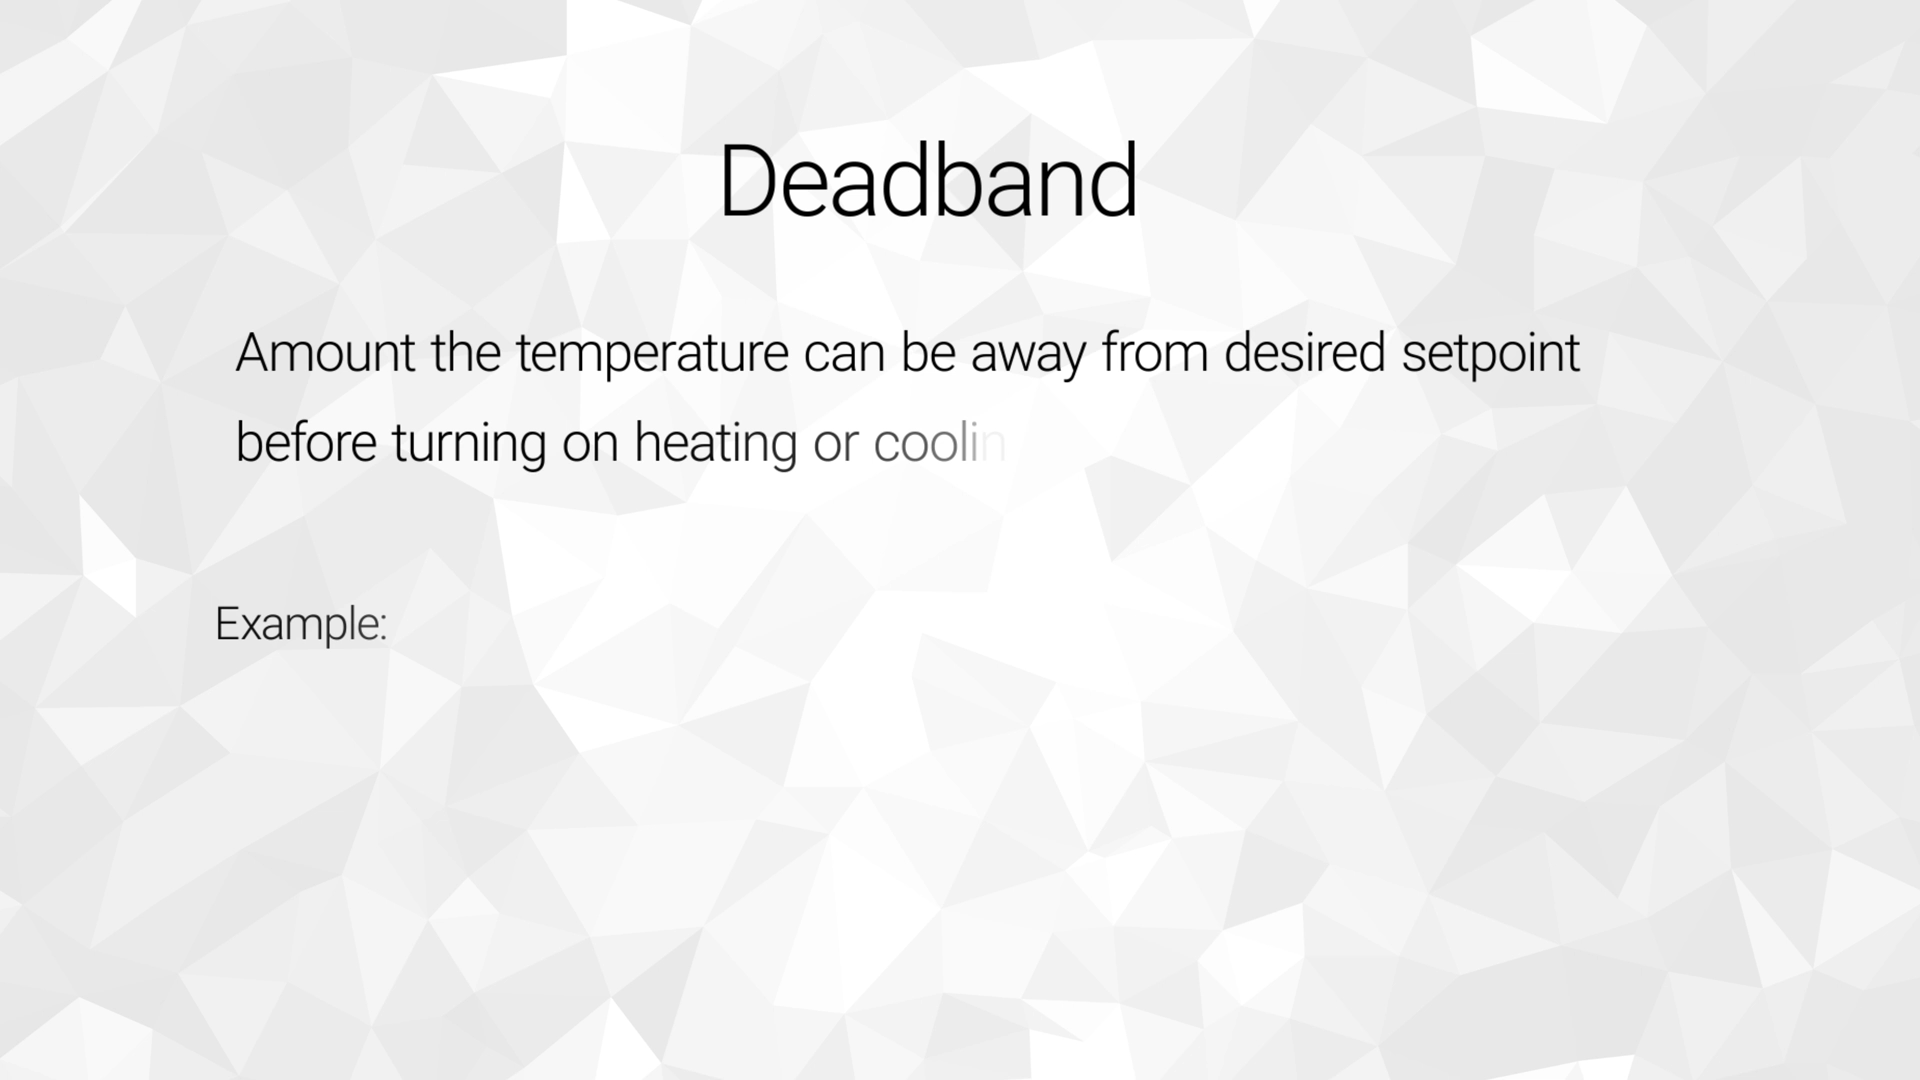 Deadband
Amount the temperature can be away from desired setpoint
before turning on heating or coolin
Example: